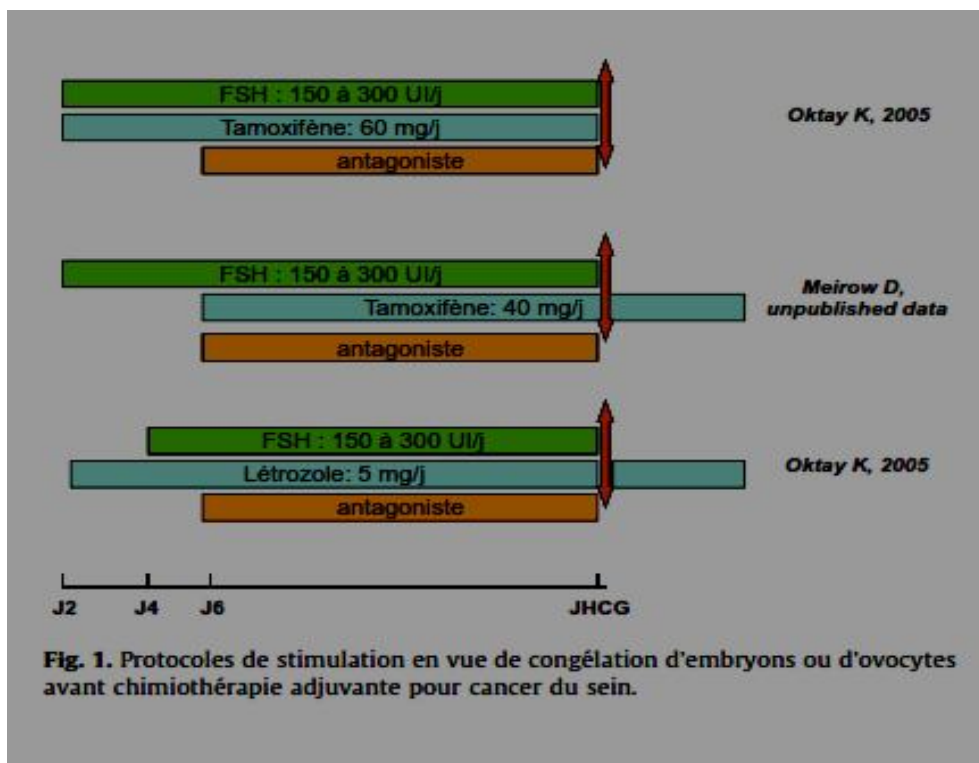 FSH : 150 à 300 UI/j
Tamoxifène: 60 mg/j
antagoniste
Oktay K, 2005
FSH : 150 à 300 UI/j
Tamoxifène: 40 mg/j
antagoniste
Meirow D,
unpublished data
FSH : 150 à 300 UI/j
Létrozole: 5 mg/j
antagoniste
Oktay K, 2005
J2 J4 J6 JHCG
Fig. 1. Protocoles de stimulation en vue de congélation d'embryons ou d'ovocytes
avant chimiothérapie adjuvante pour cancer du sein.